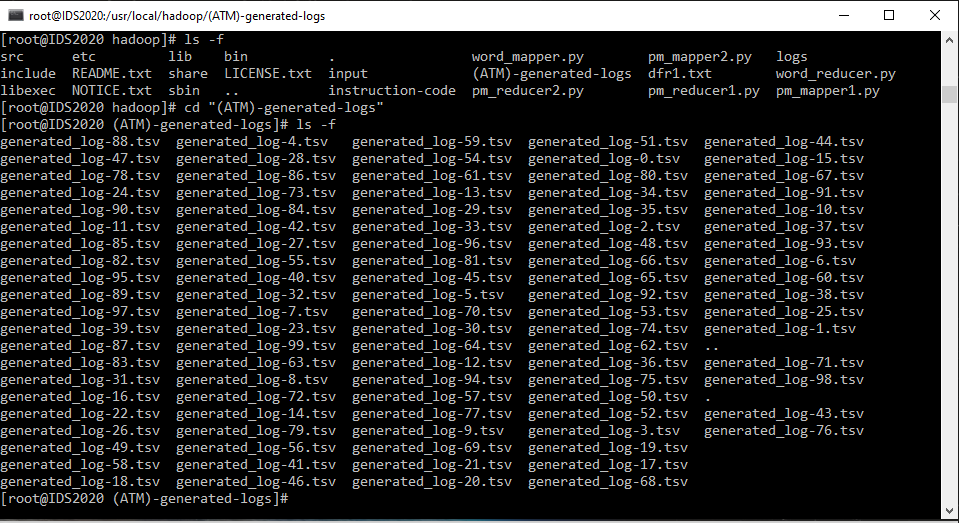 root@IDS2020:/usr/local/hadoop/(ATM)-generated-logs
[root@IDS2020 hadoop]# ls -f
src      etc         lib    bin          .                 word_mapper.py        pm_mapper2.py   logs
include  README.txt  share  LICENSE.txt  input             (ATM)-generated-logs  dfr1.txt        word_reducer.py
libexec  NOTICE.txt  sbin   ..           instruction-code  pm_reducer2.py        pm_reducer1.py  pm_mapper1.py
[root@IDS2020 hadoop]# cd "(ATM)-generated-logs"
[root@IDS2020 (ATM)-generated-logs]# ls -f
generated_log-88.tsv  generated_log-4.tsv   generated_log-59.tsv  generated_log-51.tsv  generated_log-44.tsv
generated_log-47.tsv  generated_log-28.tsv  generated_log-54.tsv  generated_log-0.tsv   generated_log-15.tsv
generated_log-78.tsv  generated_log-86.tsv  generated_log-61.tsv  generated_log-80.tsv  generated_log-67.tsv
generated_log-24.tsv  generated_log-73.tsv  generated_log-13.tsv  generated_log-34.tsv  generated_log-91.tsv
generated_log-90.tsv  generated_log-84.tsv  generated_log-29.tsv  generated_log-35.tsv  generated_log-10.tsv
generated_log-11.tsv  generated_log-42.tsv  generated_log-33.tsv  generated_log-2.tsv   generated_log-37.tsv
generated_log-85.tsv  generated_log-27.tsv  generated_log-96.tsv  generated_log-48.tsv  generated_log-93.tsv
generated_log-82.tsv  generated_log-55.tsv  generated_log-81.tsv  generated_log-66.tsv  generated_log-6.tsv
generated_log-95.tsv  generated_log-40.tsv  generated_log-45.tsv  generated_log-65.tsv  generated_log-60.tsv
generated_log-89.tsv  generated_log-32.tsv  generated_log-5.tsv   generated_log-92.tsv  generated_log-38.tsv
generated_log-97.tsv  generated_log-7.tsv   generated_log-70.tsv  generated_log-53.tsv  generated_log-25.tsv
generated_log-39.tsv  generated_log-23.tsv  generated_log-30.tsv  generated_log-74.tsv  generated_log-1.tsv
generated_log-87.tsv  generated_log-99.tsv  generated_log-64.tsv  generated_log-62.tsv  ..
generated_log-83.tsv  generated_log-63.tsv  generated_log-12.tsv  generated_log-36.tsv  generated_log-71.tsv
generated_log-31.tsv  generated_log-8.tsv   generated_log-94.tsv  generated_log-75.tsv  generated_log-98.tsv
generated_log-16.tsv  generated_log-72.tsv  generated_log-57.tsv  generated_log-50.tsv  .
generated_log-22.tsv  generated_log-14.tsv  generated_log-77.tsv  generated_log-52.tsv  generated_log-43.tsv
generated_log-26.tsv  generated_log-79.tsv  generated_log-9.tsv   generated_log-3.tsv   generated_log-76.tsv
generated_log-49.tsv  generated_log-56.tsv  generated_log-69.tsv  generated_log-19.tsv
generated_log-58.tsv  generated_log-41.tsv  generated_log-21.tsv  generated_log-17.tsv
generated_log-18.tsv  generated_log-46.tsv  generated_log-20.tsv  generated_log-68.tsv
[root@IDS2020 (ATM)-generated-logs]#